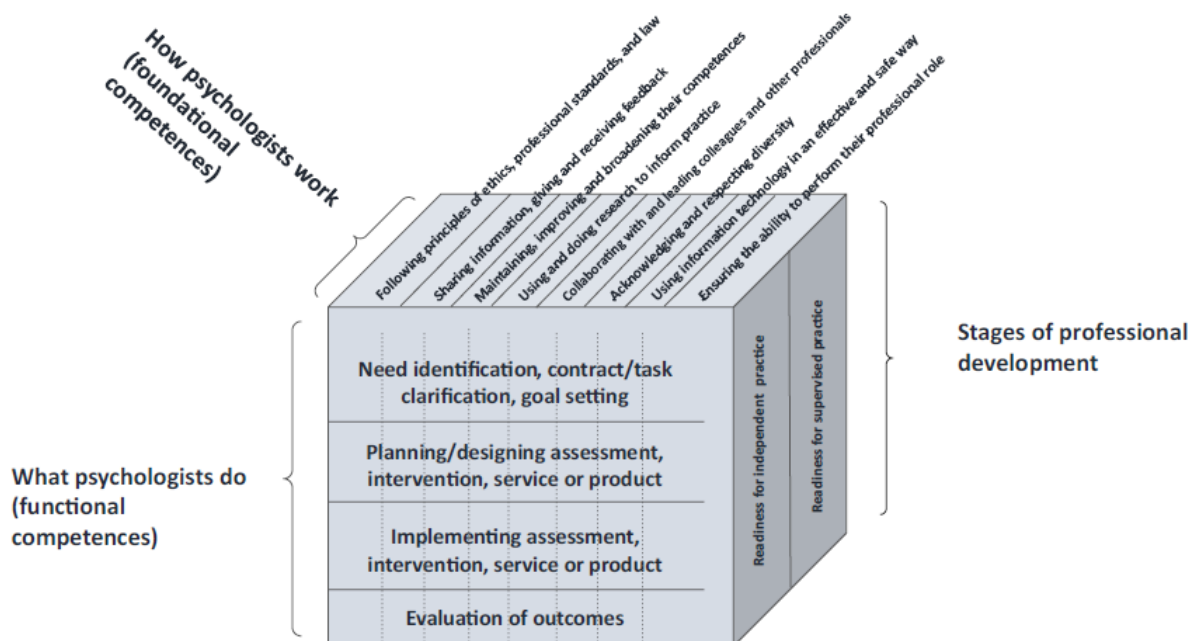 How psychologists work
(foundational
competences)
Following principles of ethics, professional standards, and law
Sharing information, giving and receiving feedback
Maintaining, improving and broadening their competences
Using and doing research to inform practice
Collaborating with and leading colleagues and other professionals
Acknowledging and respecting diversity
Using information technology in an effective and safe way
Ensuring the ability to perform their professional role
What psychologists do
(functional
competences)
Need identification, contract/task
clarification, goal setting
Planning/designing assessment,
intervention, service or product
Implementing assessment,
intervention, service or product
Evaluation of outcomes
Readiness for independent practice
Readiness for supervised practice
Stages of professional
development